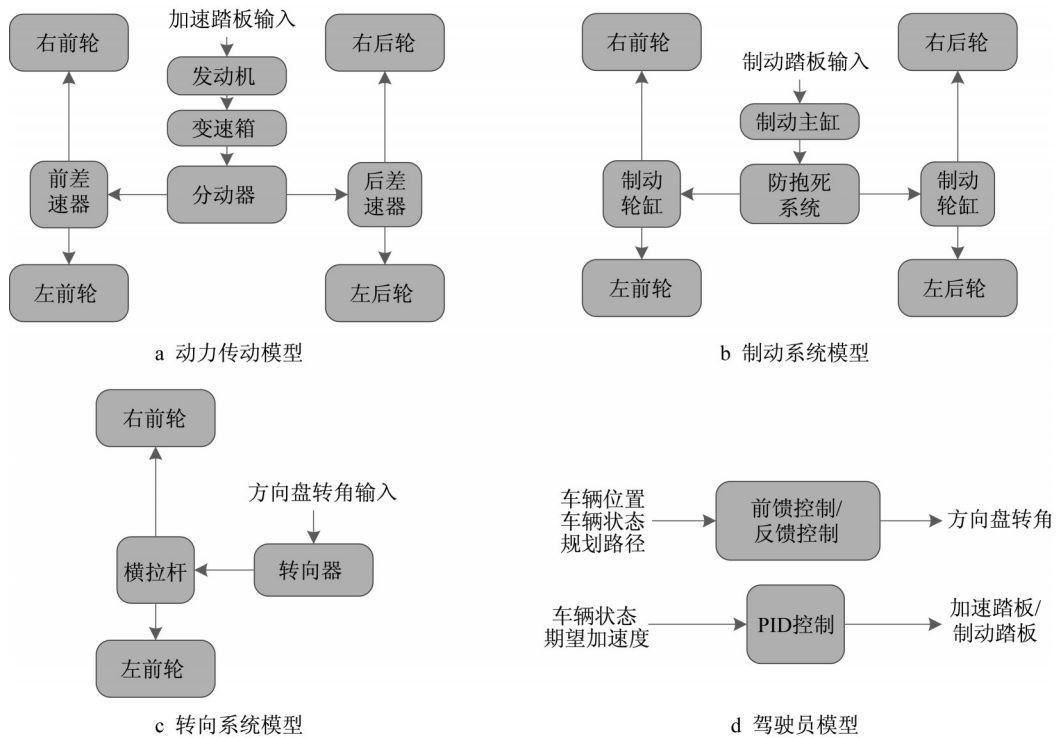 加速踏板输入
右前轮
右后轮
发动机
变速箱
前差
速器
分动器
后差
速器
左前轮
左后轮
a 动力传动模型
右前轮
右后轮
制动踏板输入
制动主缸
制动
轮缸
防抱死
系统
制动
轮缸
左前轮
左后轮
b 制动系统模型
右前轮
方向盘转角输入
横拉杆
转向器
左前轮
c 转向系统模型
车辆位置
车辆状态
规划路径
前馈控制/
反馈控制
方向盘转角
车辆状态
期望加速度
PID控制
加速踏板/
制动踏板
d 驾驶员模型